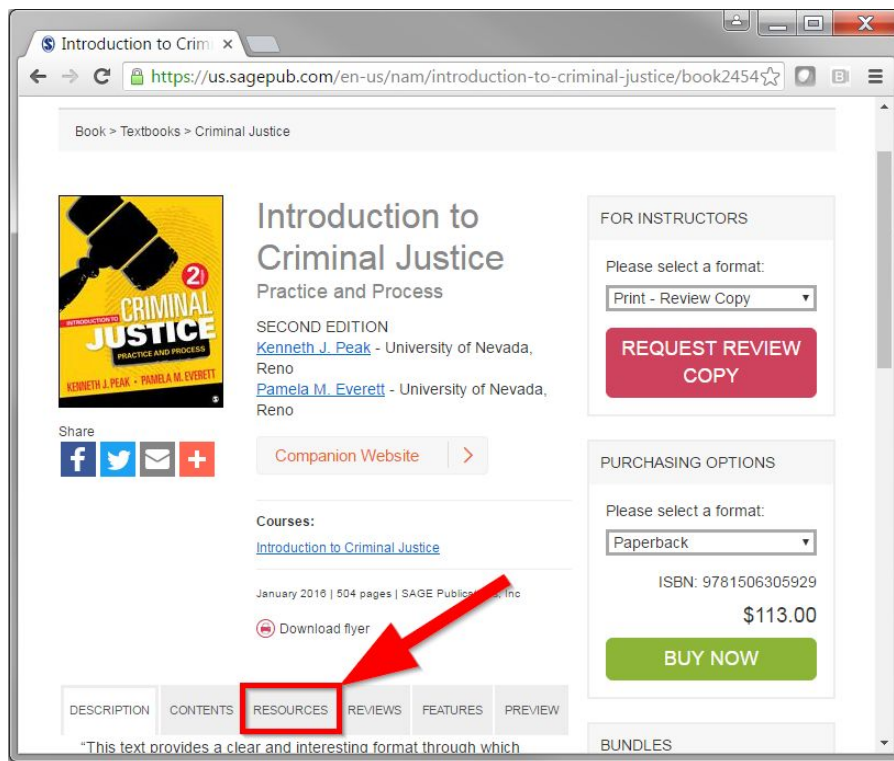 Introduction to Crim
https://us.sagepub.com/en-us/nam/introduction-to-criminal-justice/book2454
Book > Textbooks > Criminal Justice
2
INTRODUCTION TO
CRIMINAL
JUSTICE
PRACTICE AND PROCESS
KENNETH J. PEAK • PAMELA M. EVERETT
Share
Introduction to
Criminal Justice
Practice and Process
SECOND EDITION
Kenneth J. Peak - University of Nevada,
Reno
Pamela M. Everett - University of Nevada,
Reno
Companion Website
Courses:
Introduction to Criminal Justice
January 2016 | 504 pages | SAGE Publications, Inc
Download flyer
FOR INSTRUCTORS
Please select a format:
Print - Review Copy
REQUEST REVIEW
COPY
PURCHASING OPTIONS
Please select a format:
Paperback
ISBN: 9781506305929
$113.00
BUY NOW
BUNDLES
DESCRIPTION CONTENTS RESOURCES REVIEWS FEATURES PREVIEW
“This text provides a clear and interesting format through which